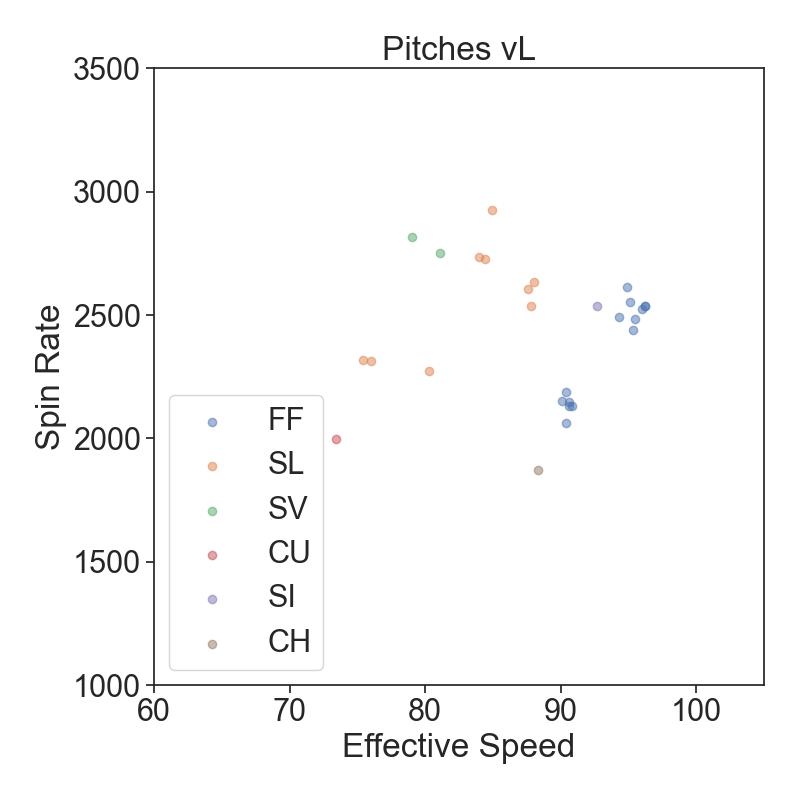 Pitches vL
3500
3000
2500
2000
1500
1000
Spin Rate
FF
SL
SV
CU
SI
CH
60 70 80 90 100
Effective Speed